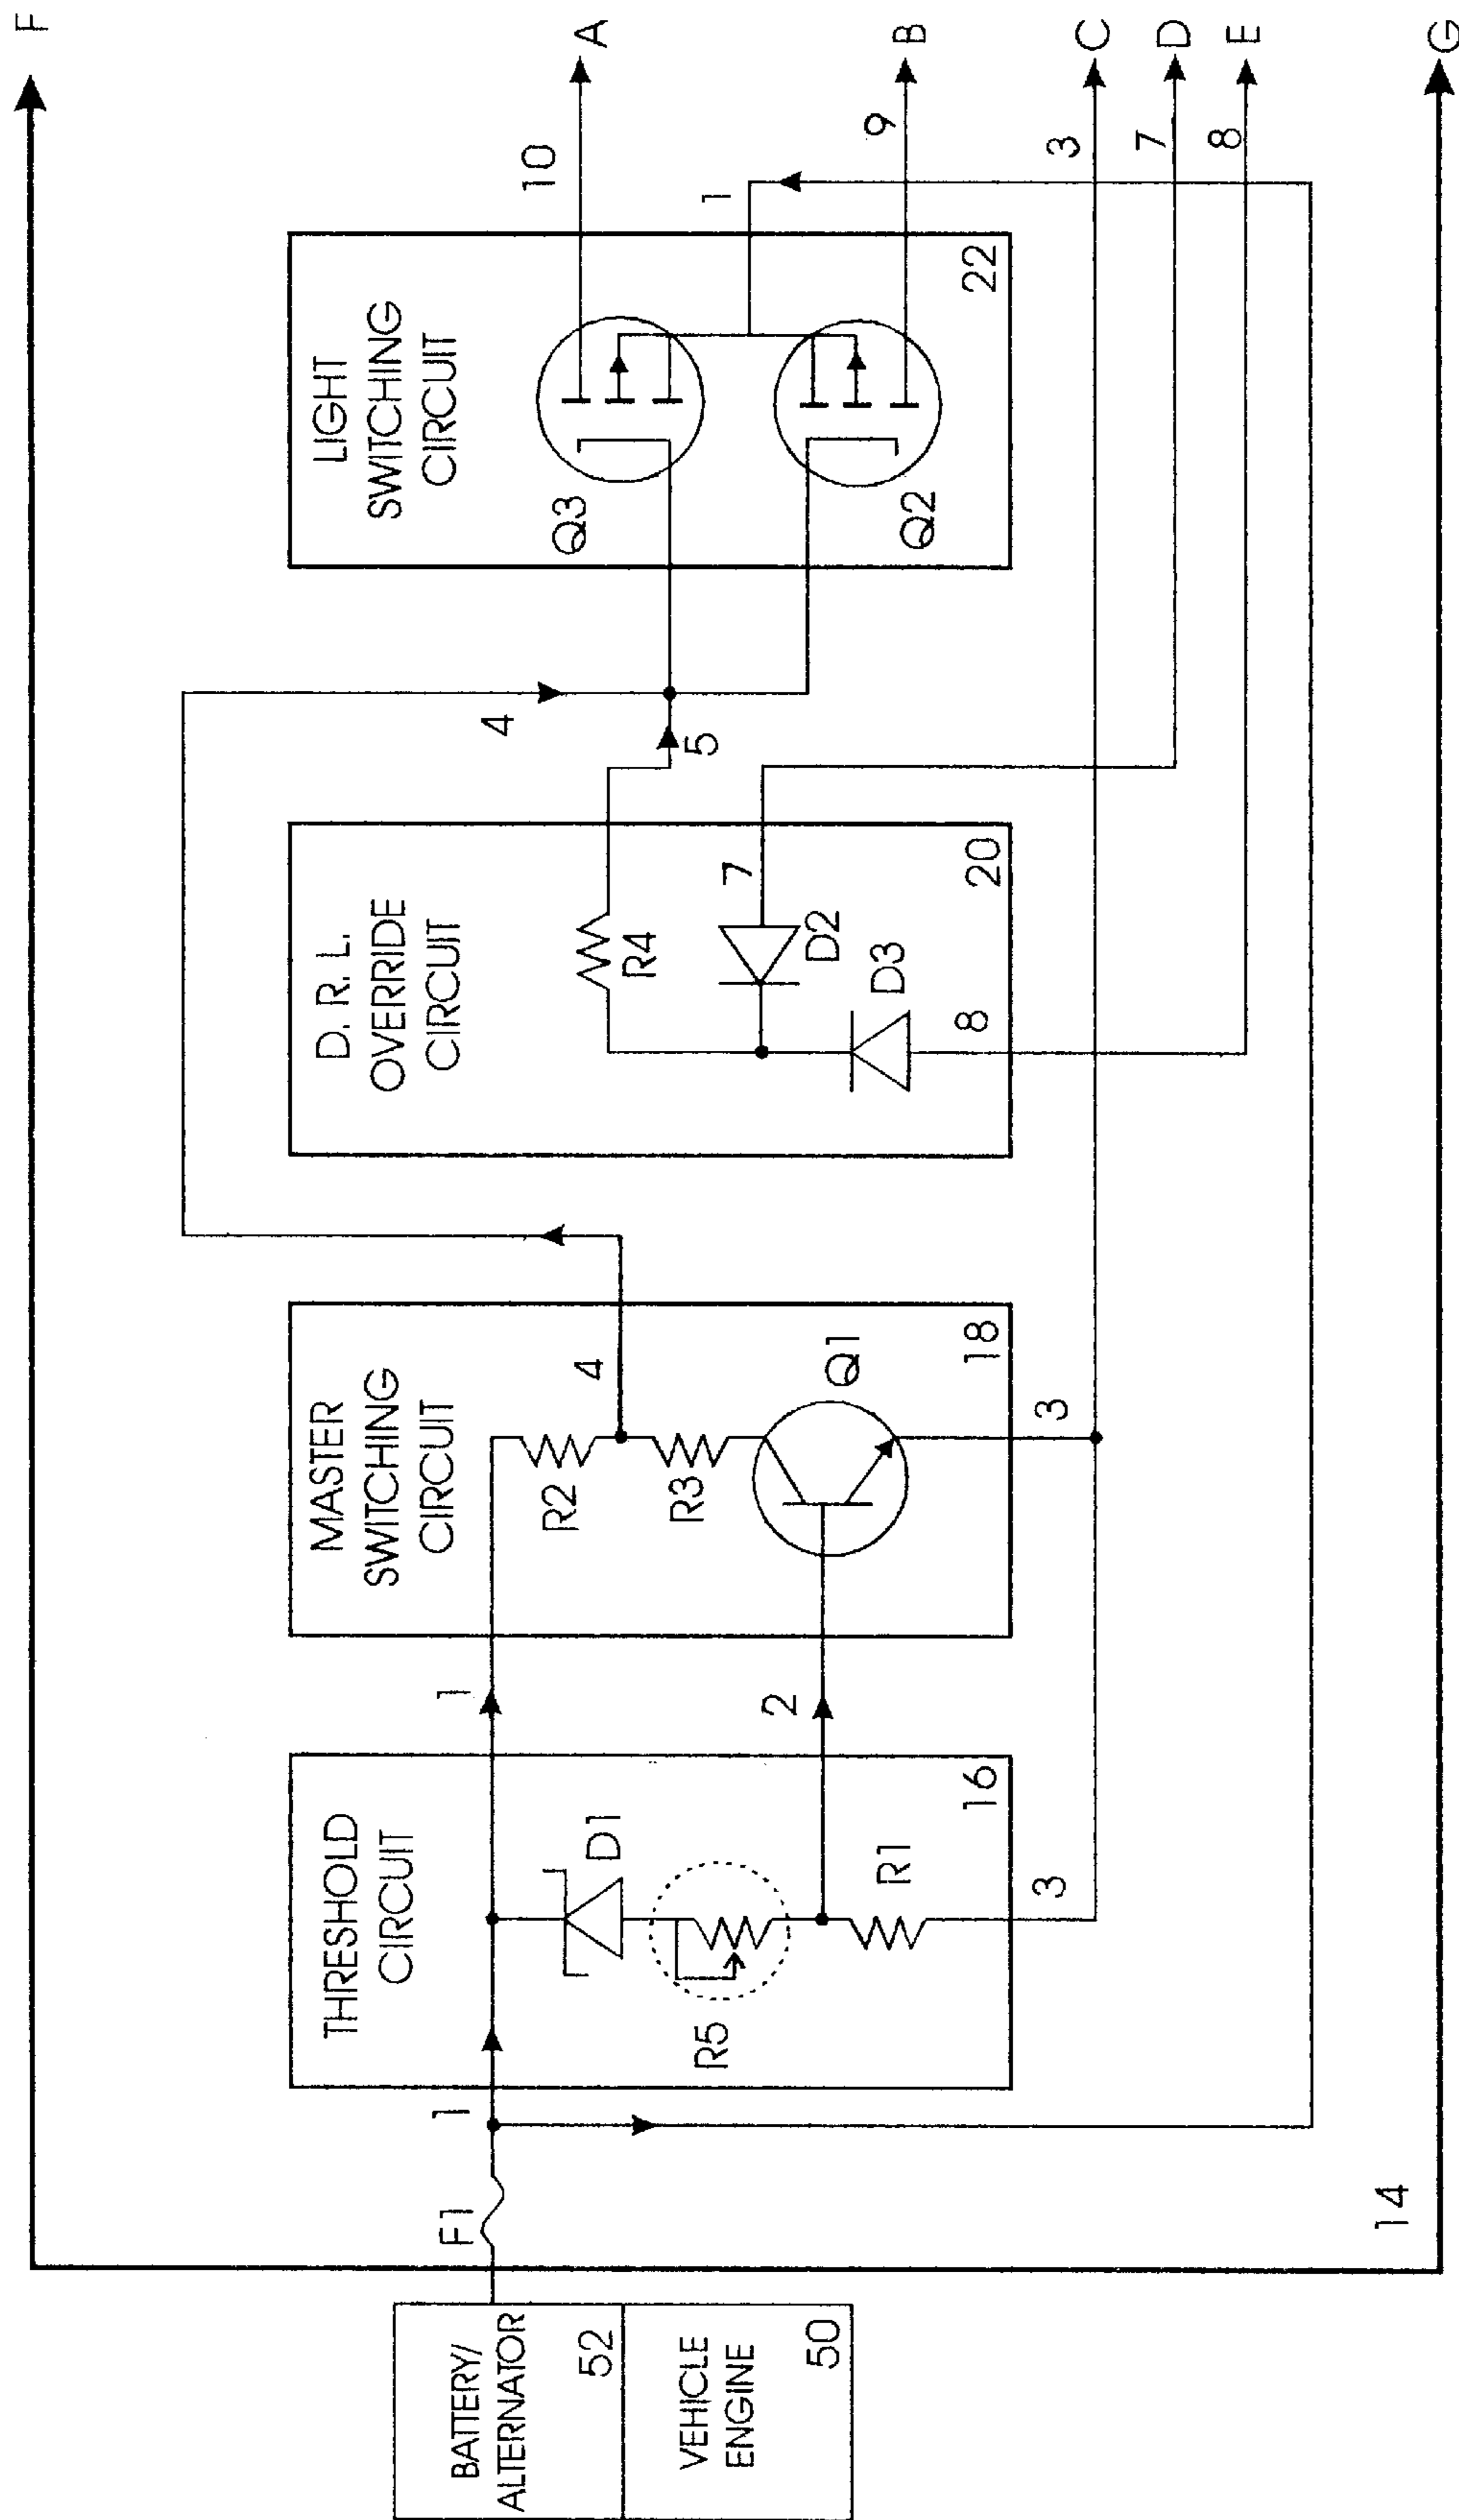 F
A
10
B
9
C
3
D
7
E
8
G
1
LIGHT
SWITCHING
CIRCUIT
Q3
Q2
22
4
5
D. R. L.
OVERRIDE
CIRCUIT
R4
7
D2
D3
8
20
MASTER
SWITCHING
CIRCUIT
R2
4
R3
Q1
18
3
1
2
THRESHOLD
CIRCUIT
D1
R5
R1
16
3
1
F1
14
BATTERY/
ALTERNATOR
52
VEHICLE
ENGINE
50